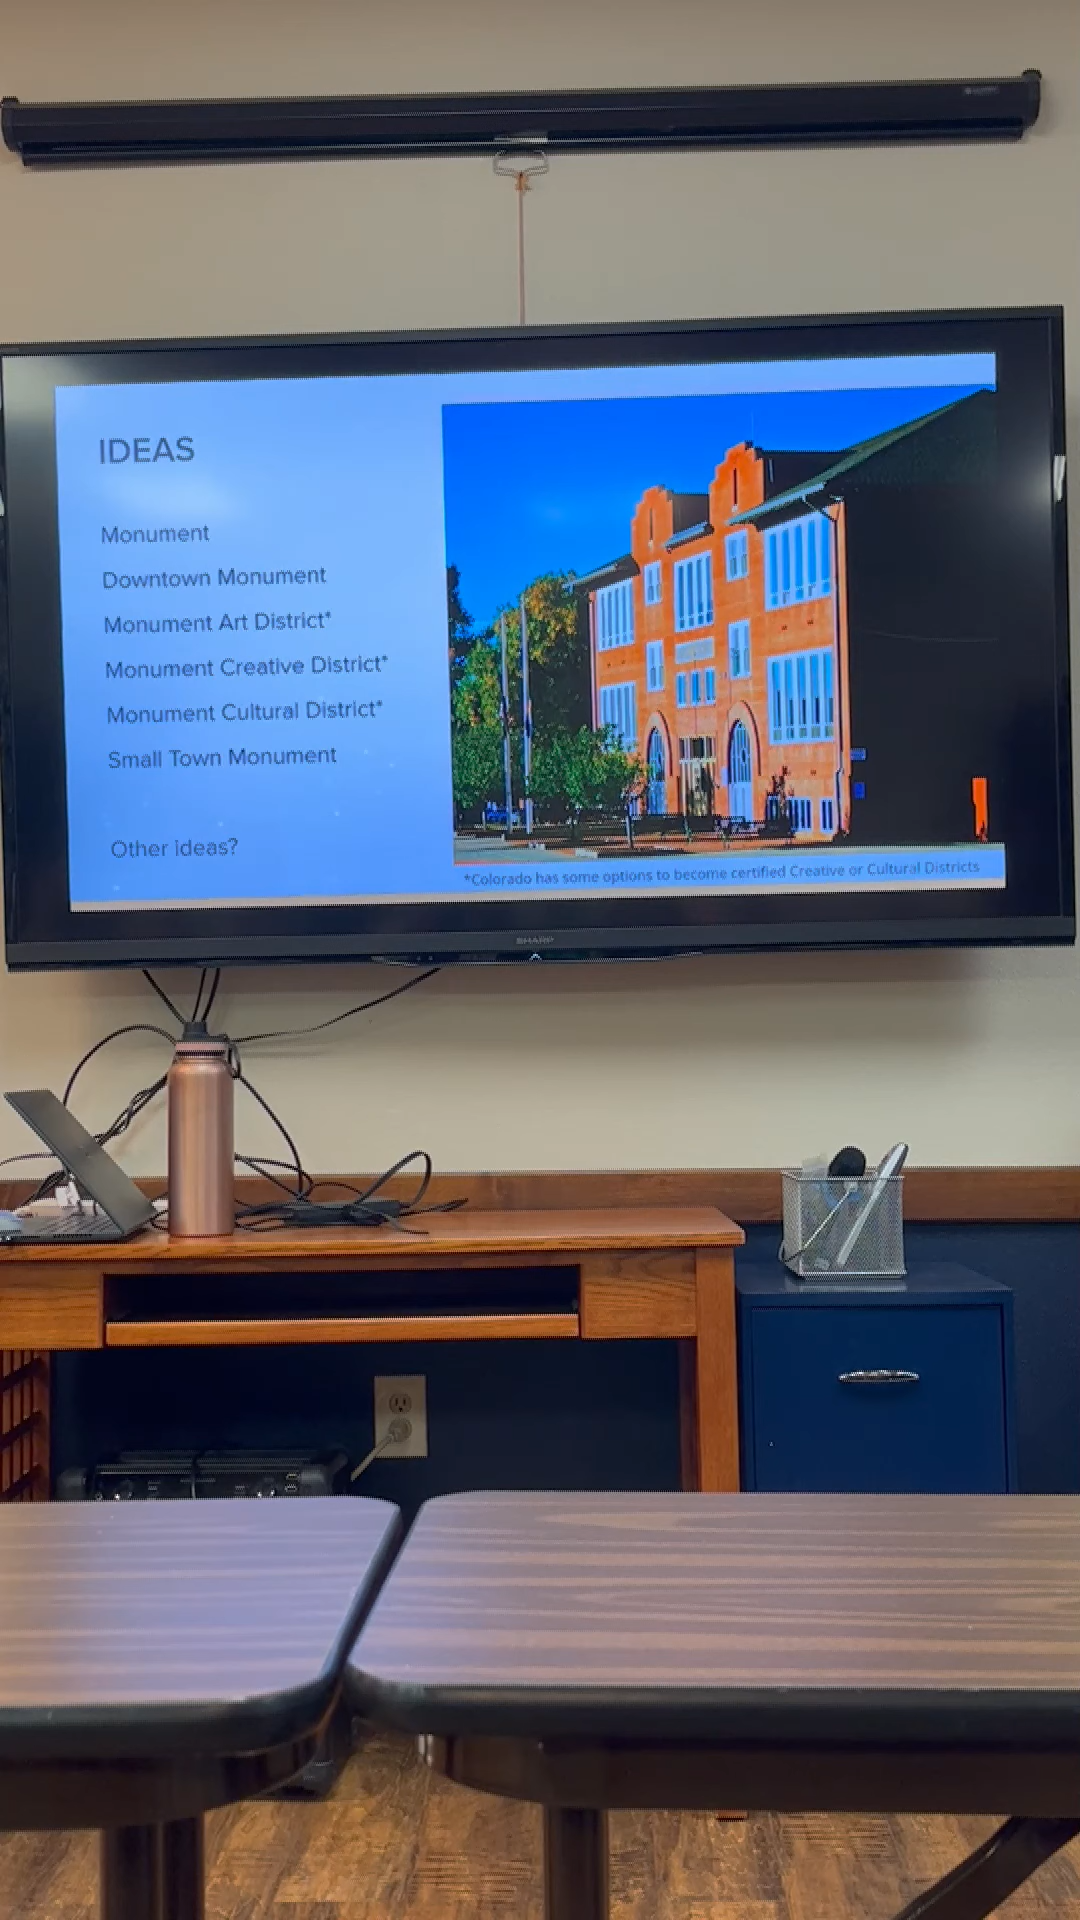 IDEAS
Monument
Downtown Monument
Monument Art District*
Monument Creative District*
Monument Cultural District*
Small Town Monument
Other ideas?
*Colorado has some options to become certified Creative or Cultural Districts
SHARP